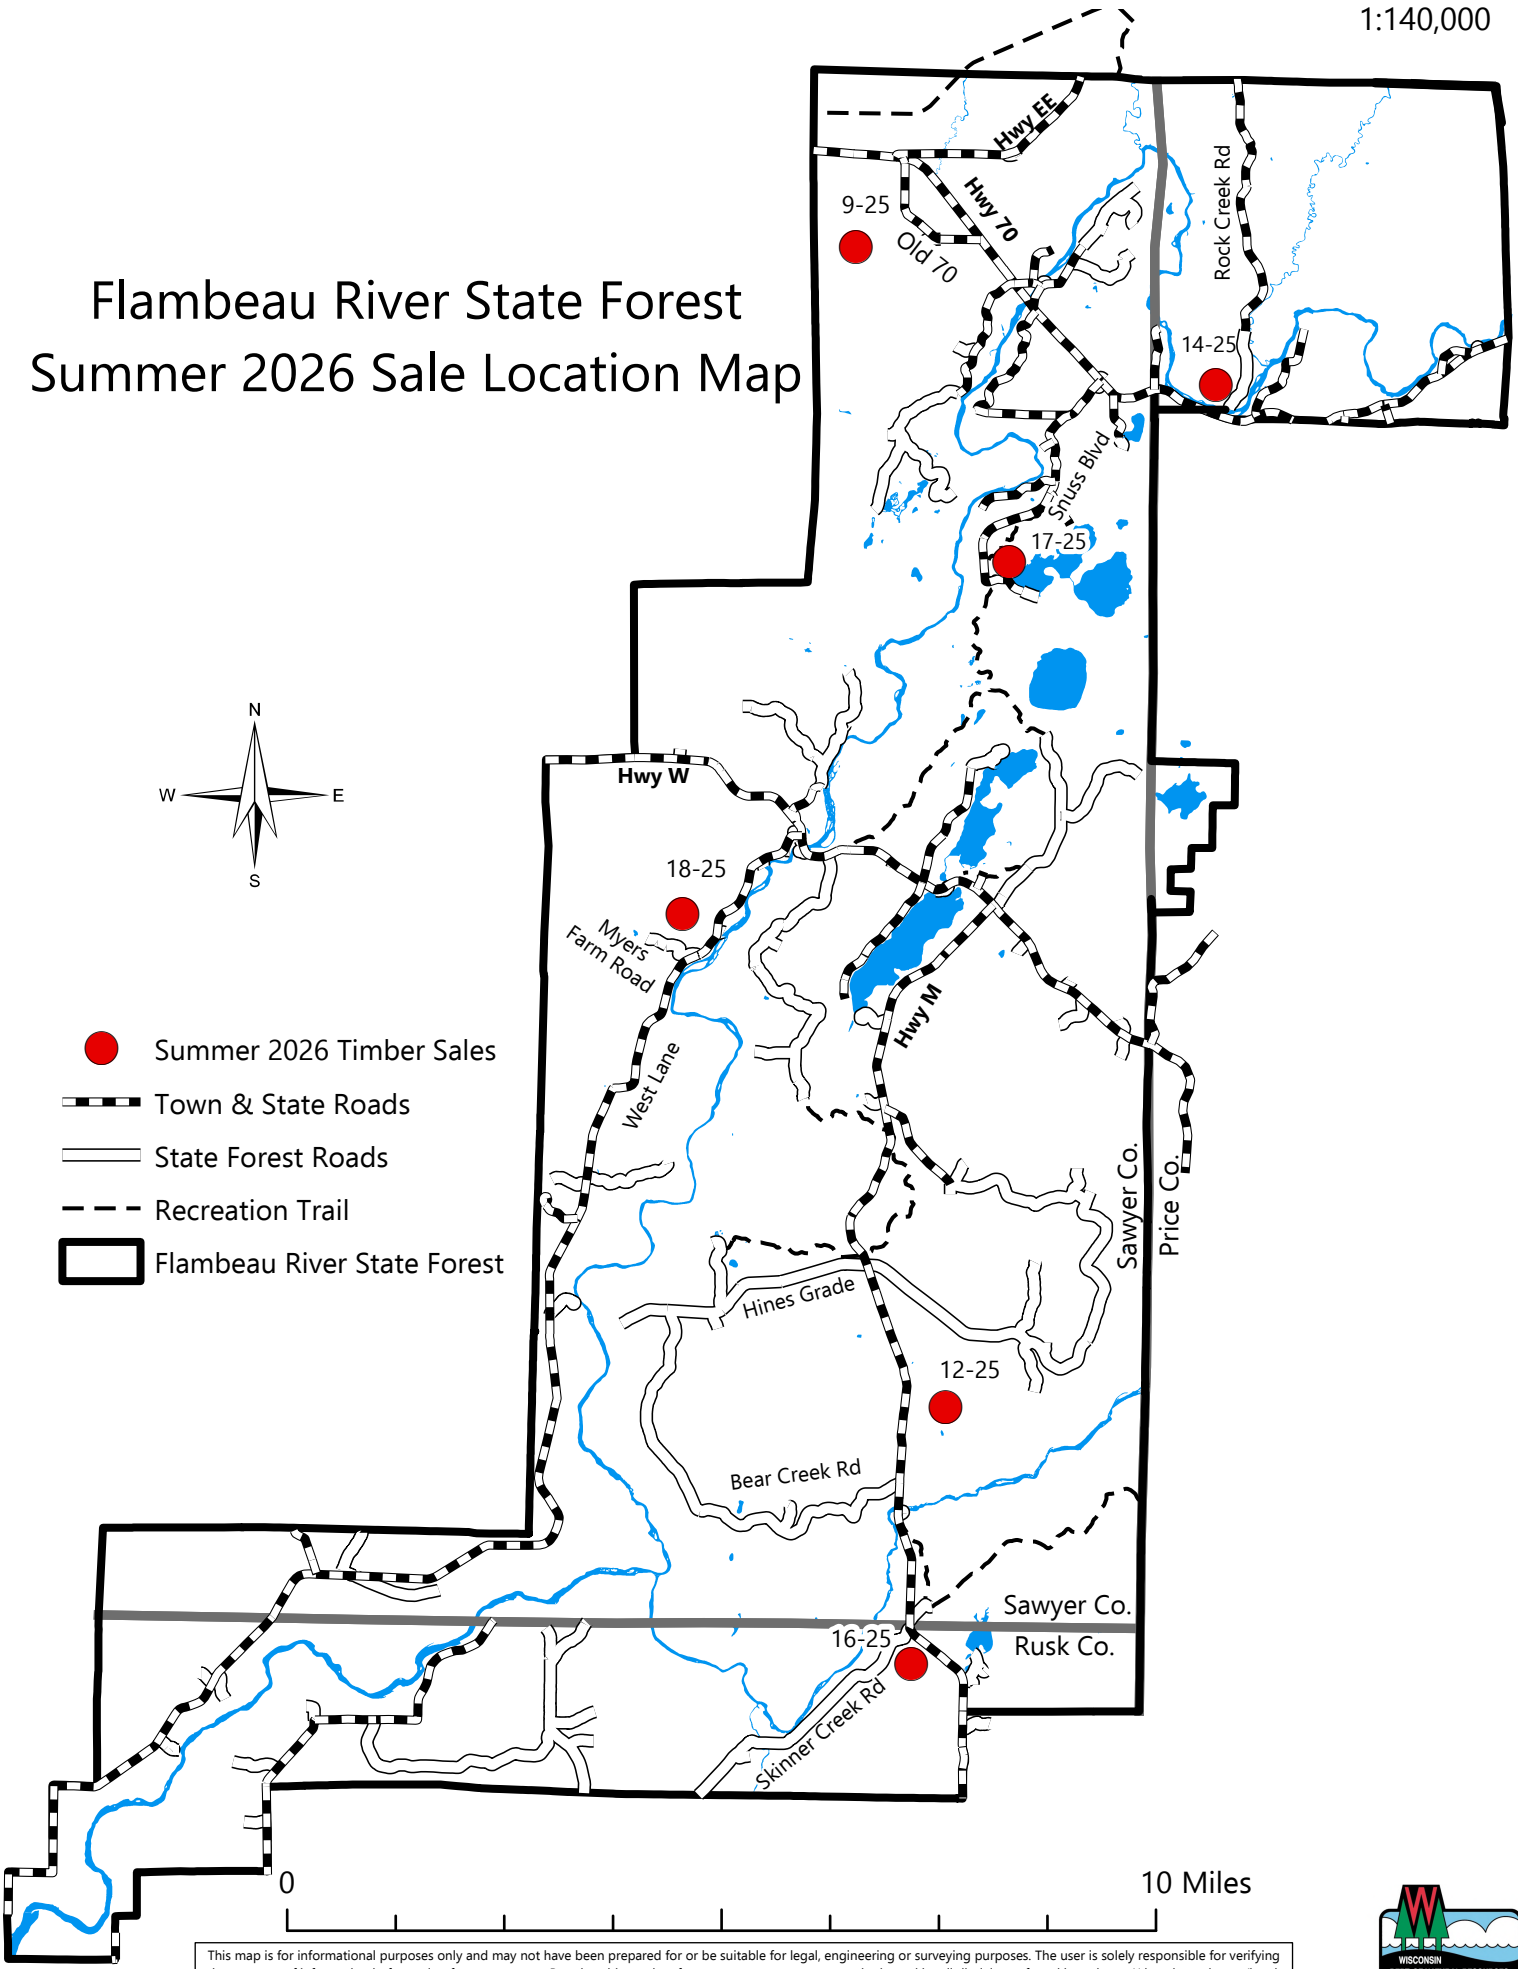 1:140,000
Hwy EE
Hwy 70
Rock Creek Rd
9-25
Old 70
Flambeau River State Forest
Summer 2026 Sale Location Map
14-25
Snuss Blvd
17-25
N
W
E
S
Hwy W
18-25
Myers
Farm Road
Hwy M
West Lane
Summer 2026 Timber Sales
Town & State Roads
State Forest Roads
Recreation Trail
Flambeau River State Forest
Sawyer Co.
Price Co.
Hines Grade
12-25
Bear Creek Rd
Sawyer Co.
16-25
Rusk Co.
Skinner Creek Rd
0
10 Miles
This map is for informational purposes only and may not have been prepared for or be suitable for legal, engineering or surveying purposes. The user is solely responsible for verifying
W
WISCONSIN